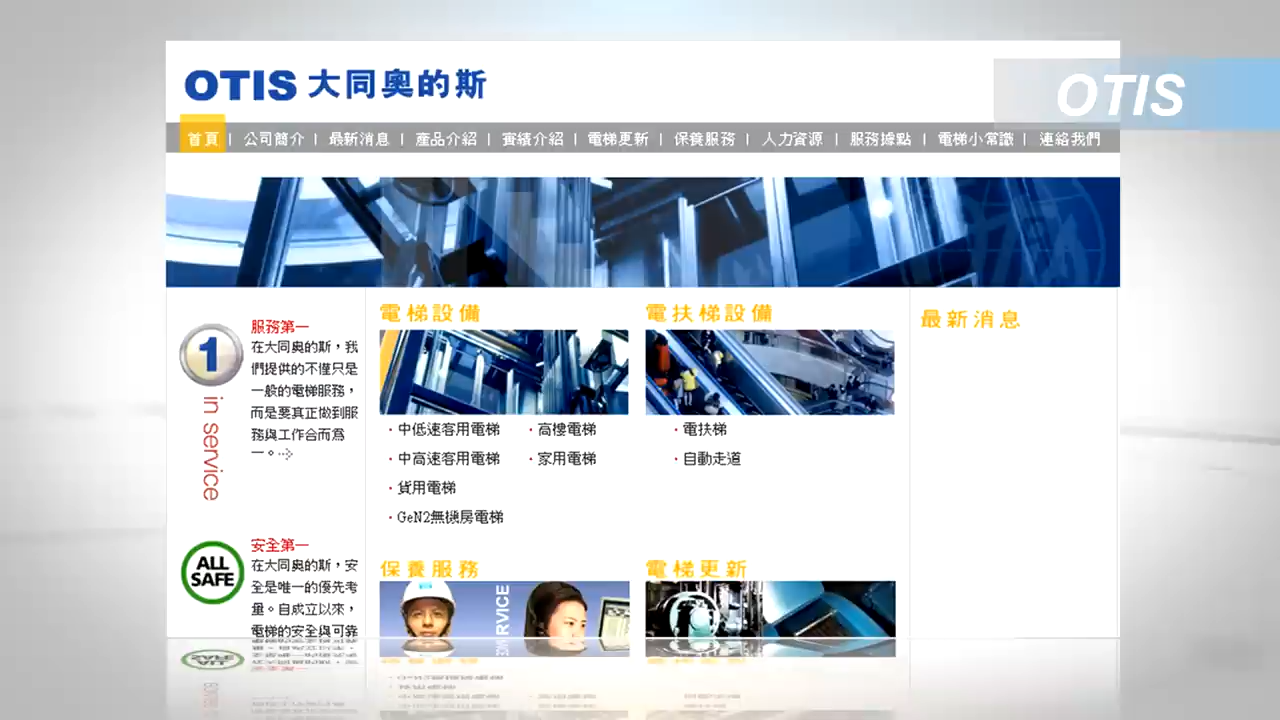 OTIS 大同奧的斯
OTIS
首頁 | 公司簡介 | 最新消息 | 產品介紹 | 實績介紹 | 電梯更新 | 保養服務 | 人力資源 | 服務據點 | 電梯小常識 | 連絡我們
電梯設備
電扶梯設備
最新消息
1
in service
服務第一
在大同奧的斯，我
們提供的不僅只是
一般的電梯服務，
而是要真正做到服
務與工作合而為
一。
·中低速客用電梯
·高樓電梯
·中高速客用電梯
·家用電梯
·貨用電梯
·GeN2無機房電梯
·電扶梯
·自動走道
ALL
SAFE
安全第一
在大同奧的斯，安
全是唯一的優先考
量。自成立以來，
電梯的安全與可靠
保養服務
電梯更新